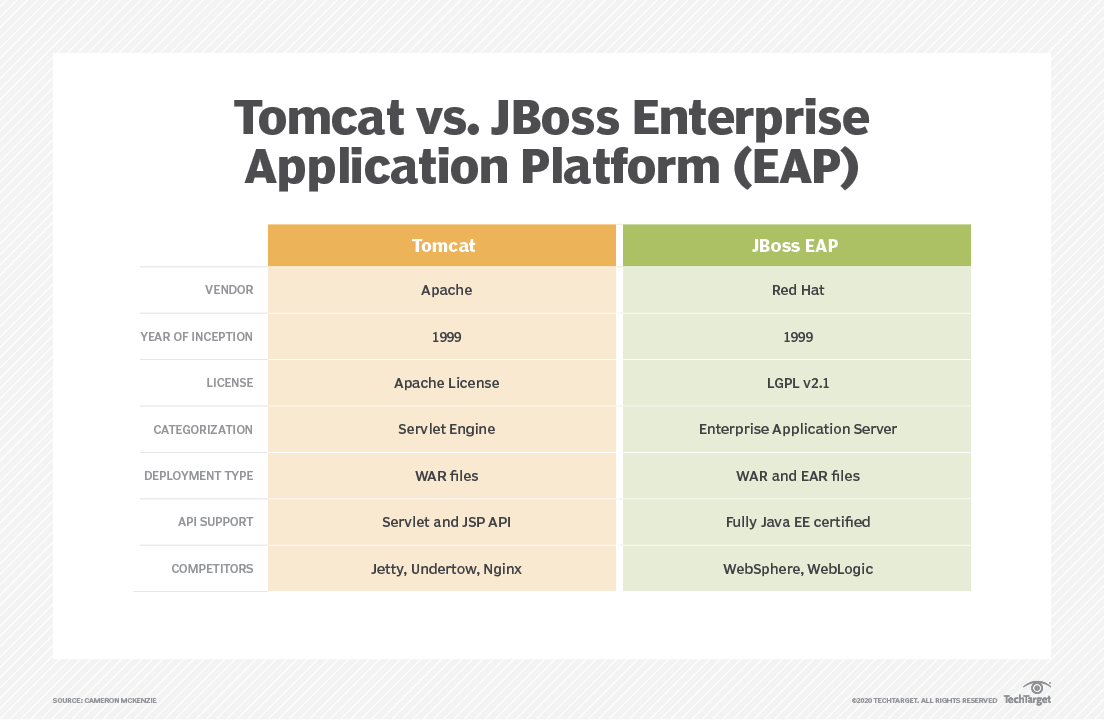 Tomcat vs. JBoss Enterprise
Application Platform (EAP)
Tomcat JBoss EAP
VENDOR Apache Red Hat
YEAR OF INCEPTION 1999 1999
LICENSE Apache License LGPL v2.1
CATEGORIZATION Servlet Engine Enterprise Application Server
DEPLOYMENT TYPE WAR files WAR and EAR files
API SUPPORT Servlet and JSP API Fully Java EE certified
COMPETITORS Jetty, Undertow, Nginx WebSphere, WebLogic
SOURCE: CAMERON MCKENZIE ©2020 TECHTARGET. ALL RIGHTS RESERVED TechTarget